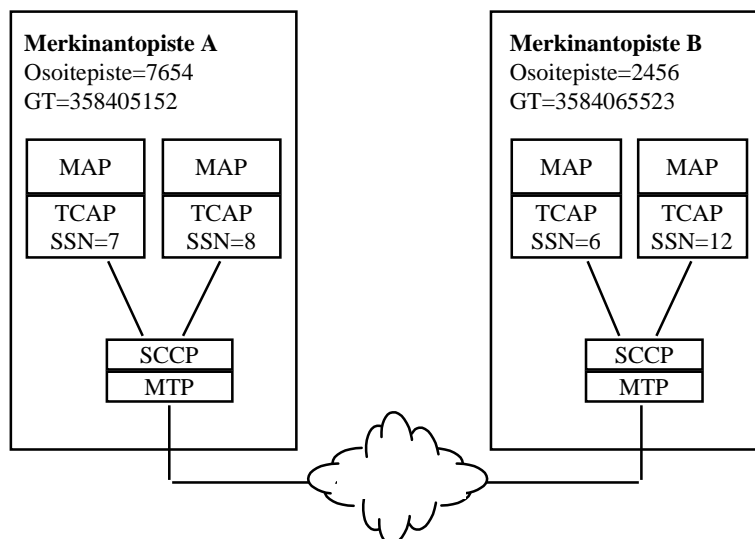 Merkinantopiste A
Osoitepiste=7654
GT=358405152
MAP
MAP
TCAP
SSN=7
TCAP
SSN=8
SCCP
MTP
Merkinantopiste B
Osoitepiste=2456
GT=3584065523
MAP
MAP
TCAP
SSN=6
TCAP
SSN=12
SCCP
MTP